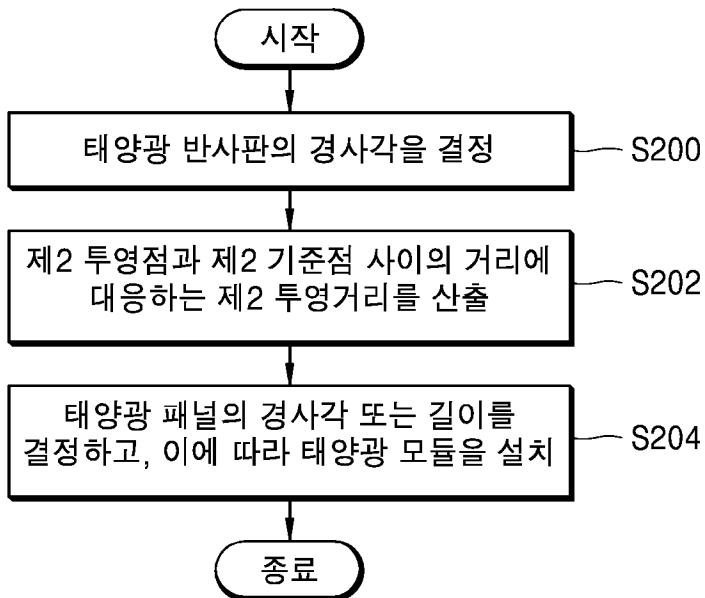 시작
태양광 반사판의 경사각을 결정
S200
제2 투영점과 제2 기준점 사이의 거리에
대응하는 제2 투영거리를 산출
S202
태양광 패널의 경사각 또는 길이를
결정하고, 이에 따라 태양광 모듈을 설치
S204
종료